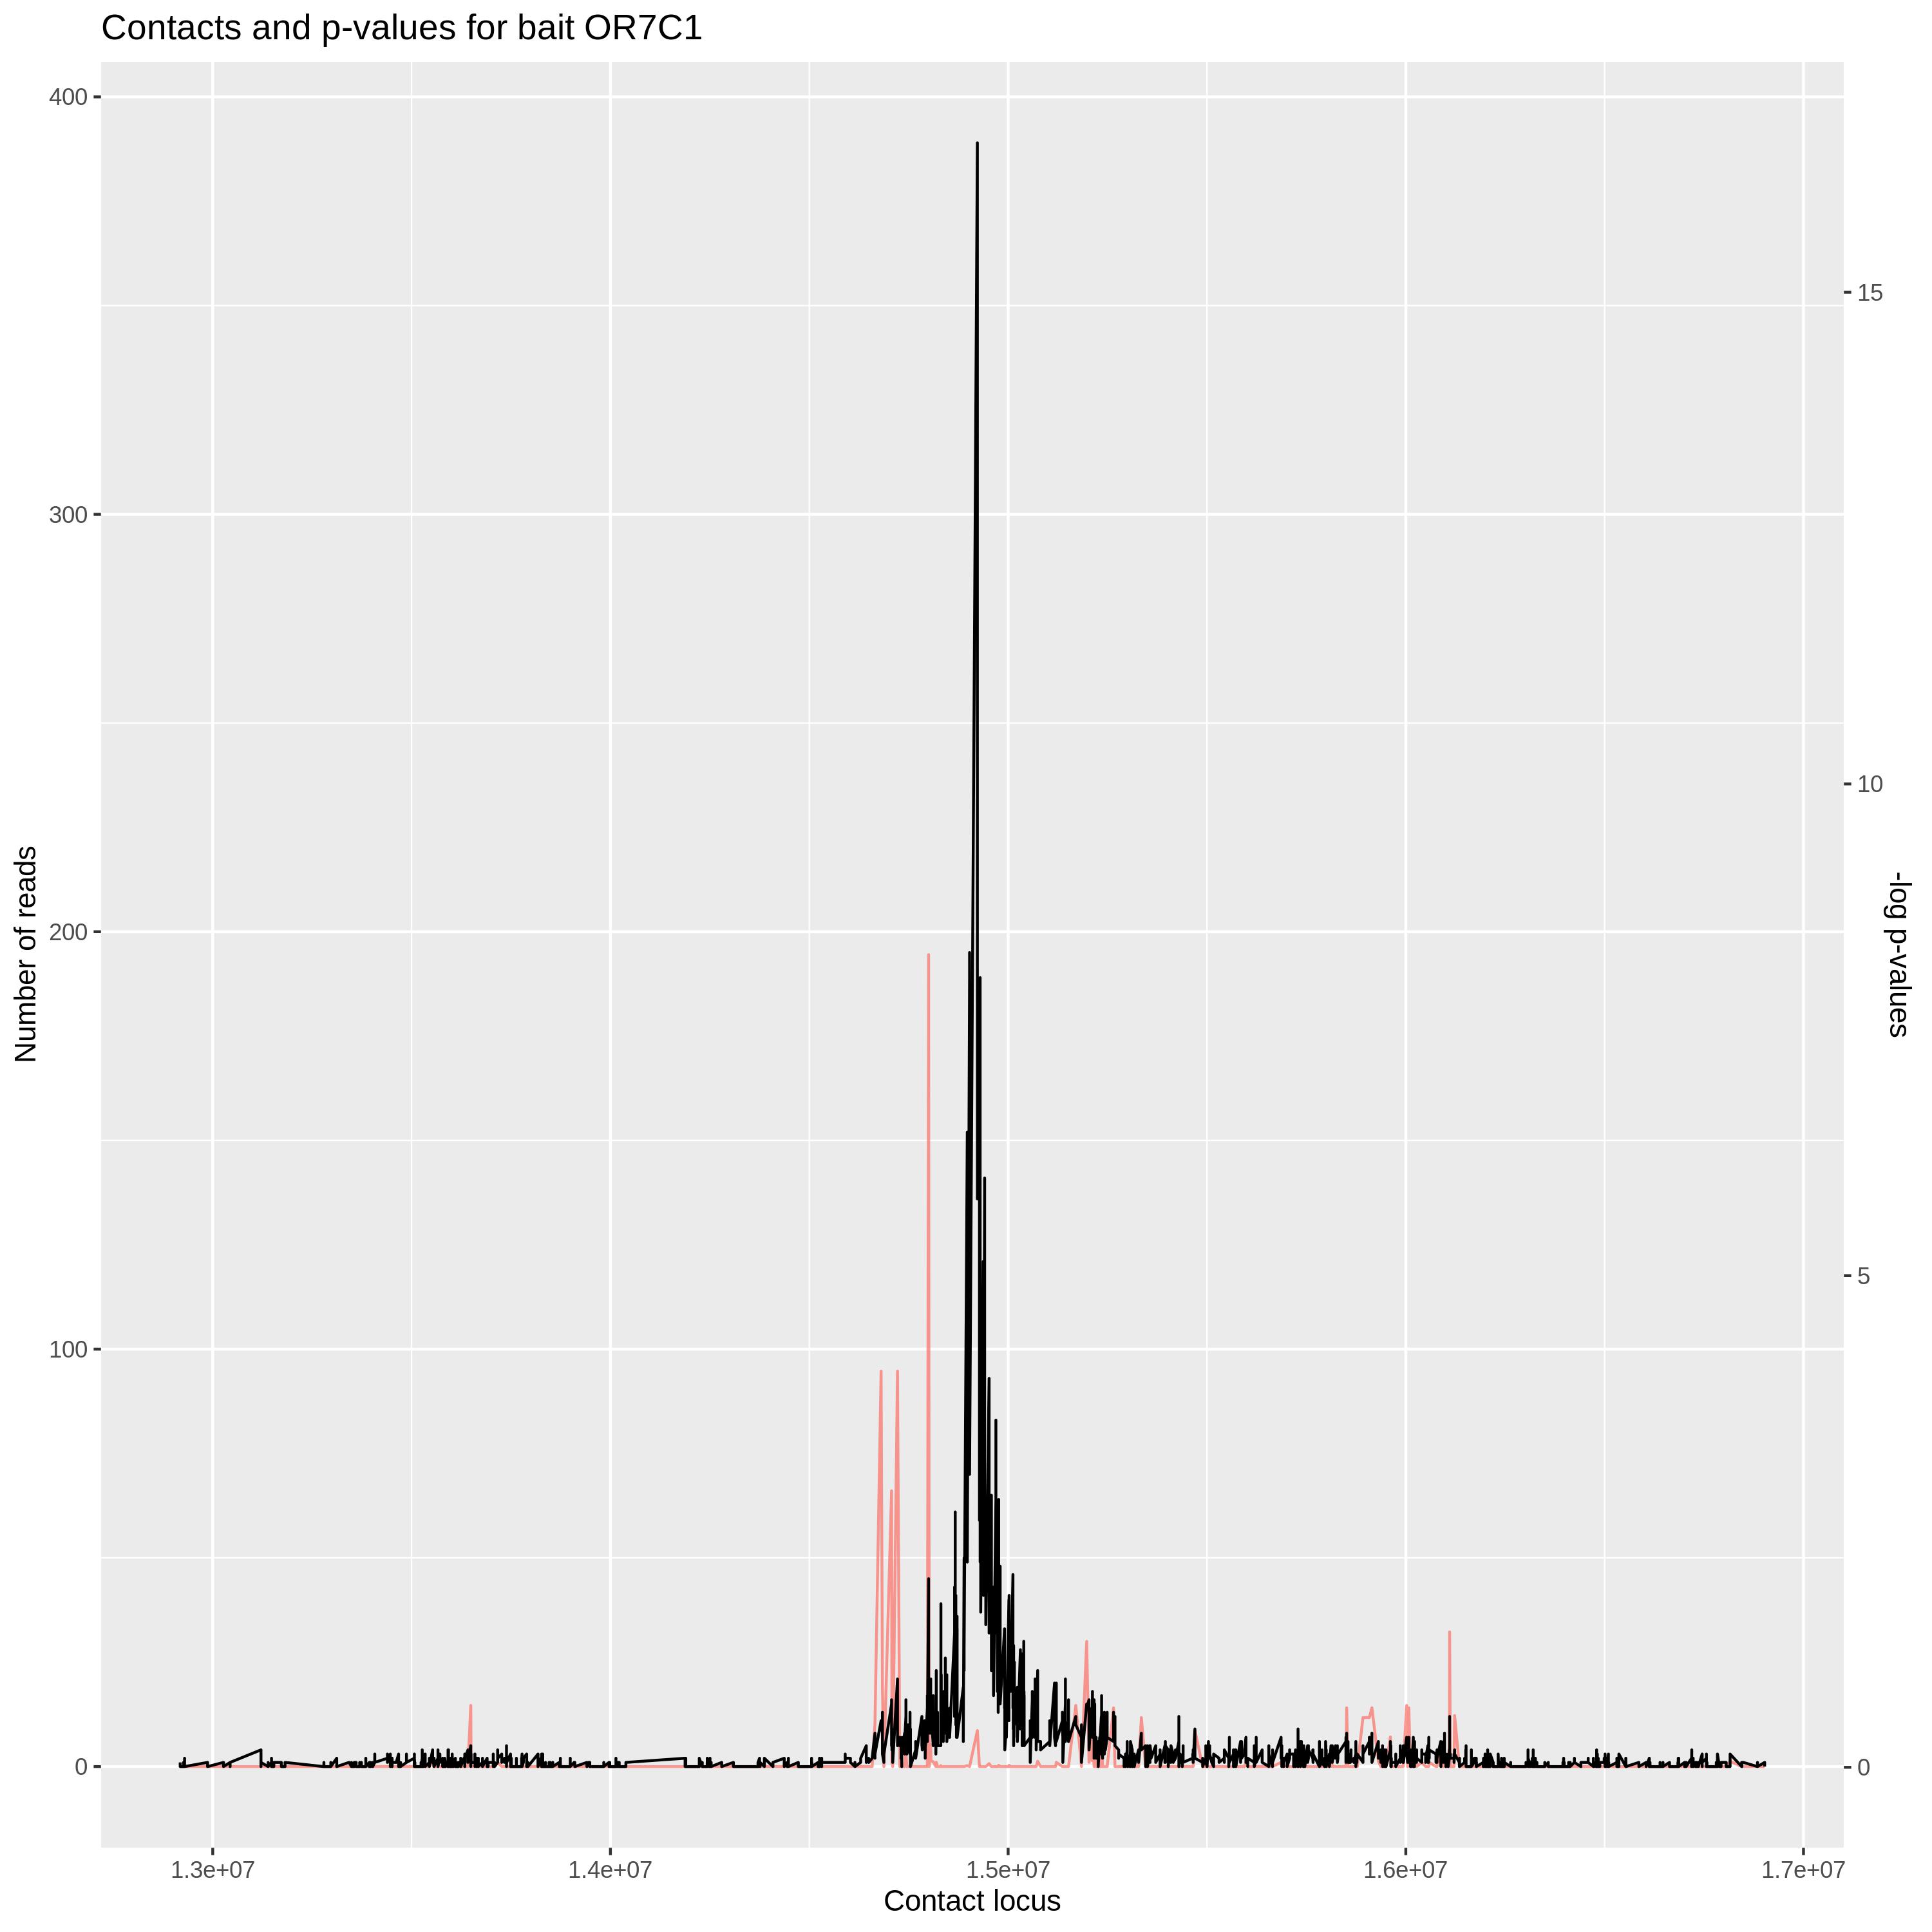 Contacts and p-values for bait OR7C1
400
300
200
100
0
Number of reads
15
10
5
0
-log p-values
1.3e+07 1.4e+07 1.5e+07 1.6e+07 1.7e+07
Contact locus